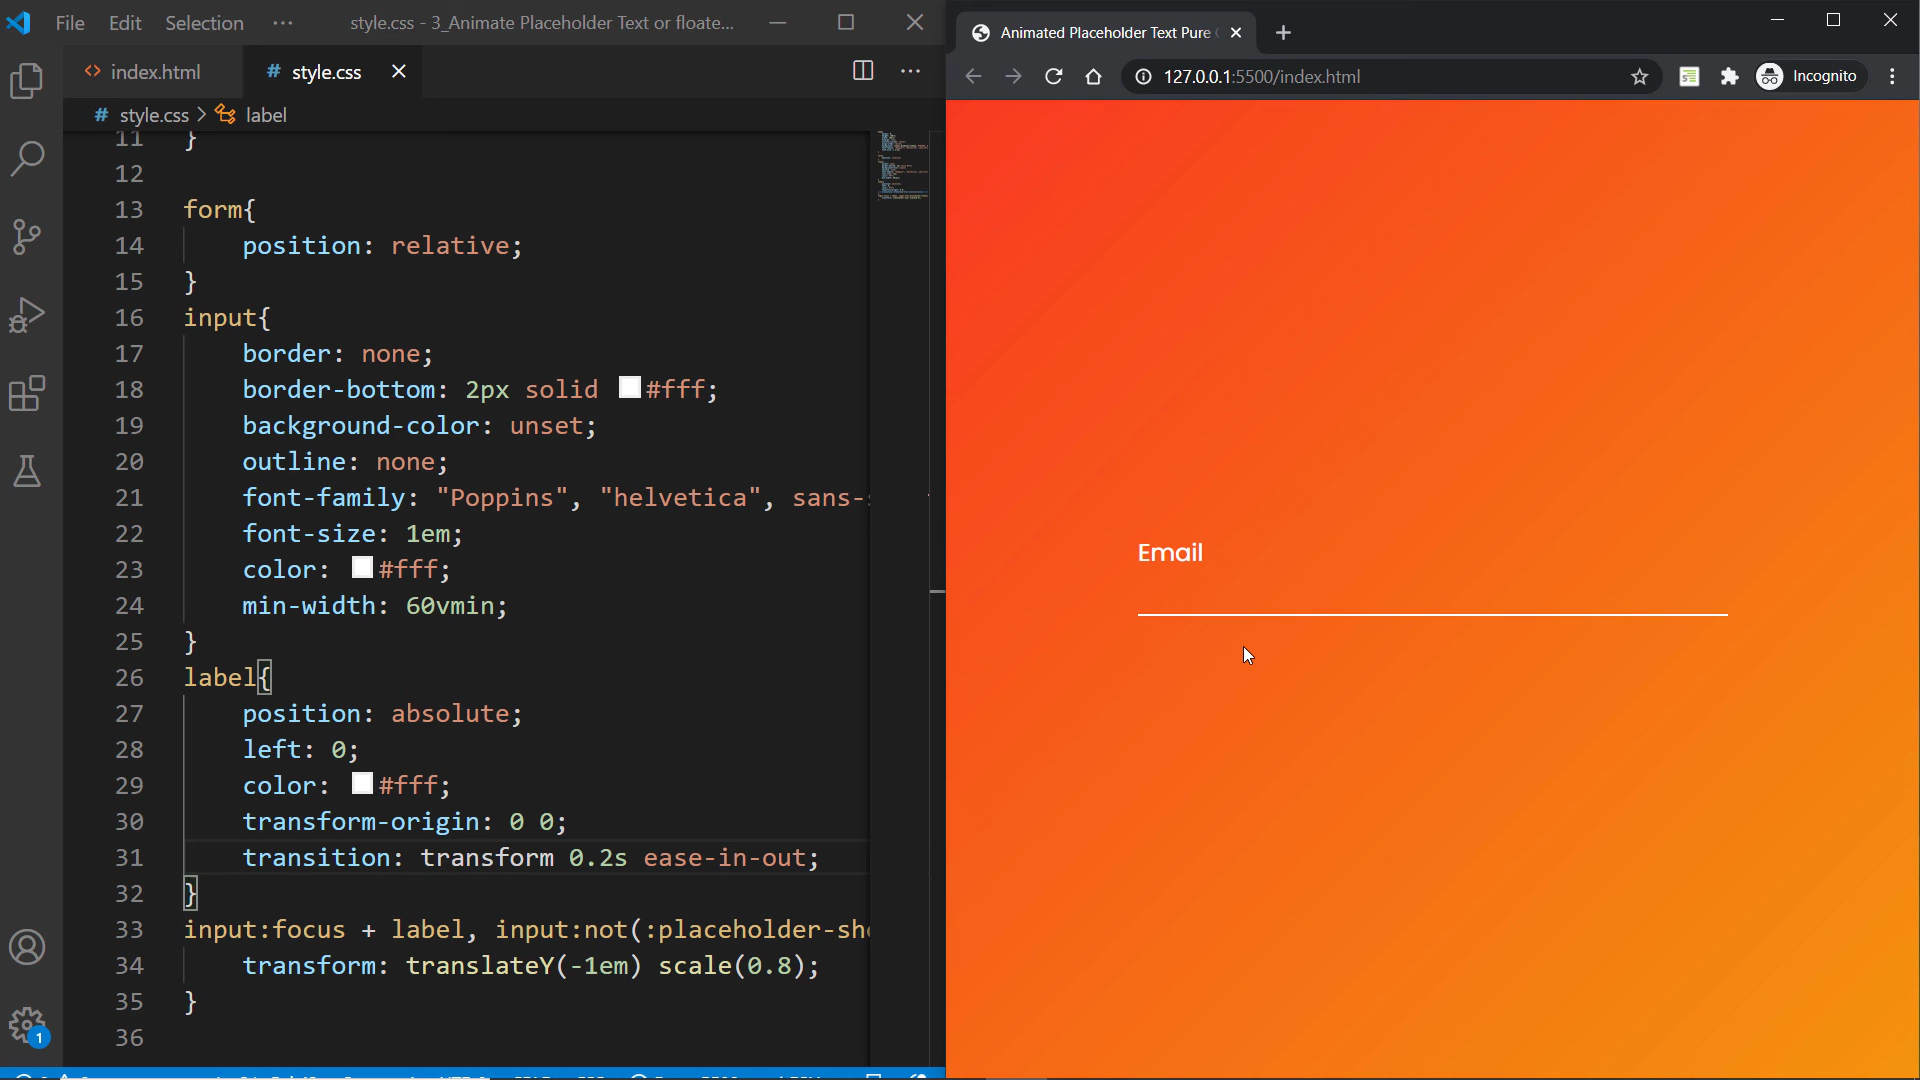 File Edit Selection ··· style.css - 3_Animate Placeholder Text or floate...
index.html
style.css
style.css > label
11 }
12
13 form{
14 position: relative;
15 }
16 input{
17 border: none;
18 border-bottom: 2px solid #fff;
19 background-color: unset;
20 outline: none;
21 font-family: "Poppins", "helvetica", sans-
22 font-size: 1em;
23 color: #fff;
24 min-width: 60vmin;
25 }
26 label{
27 position: absolute;
28 left: 0;
29 color: #fff;
30 transform-origin: 0 0;
31 transition: transform 0.2s ease-in-out;
32 }
33 input:focus + label, input:not(:placeholder-sh
34 transform: translateY(-1em) scale(0.8);
35 }
36
1
Animated Placeholder Text Pure
127.0.0.1:5500/index.html
Incognito
Email